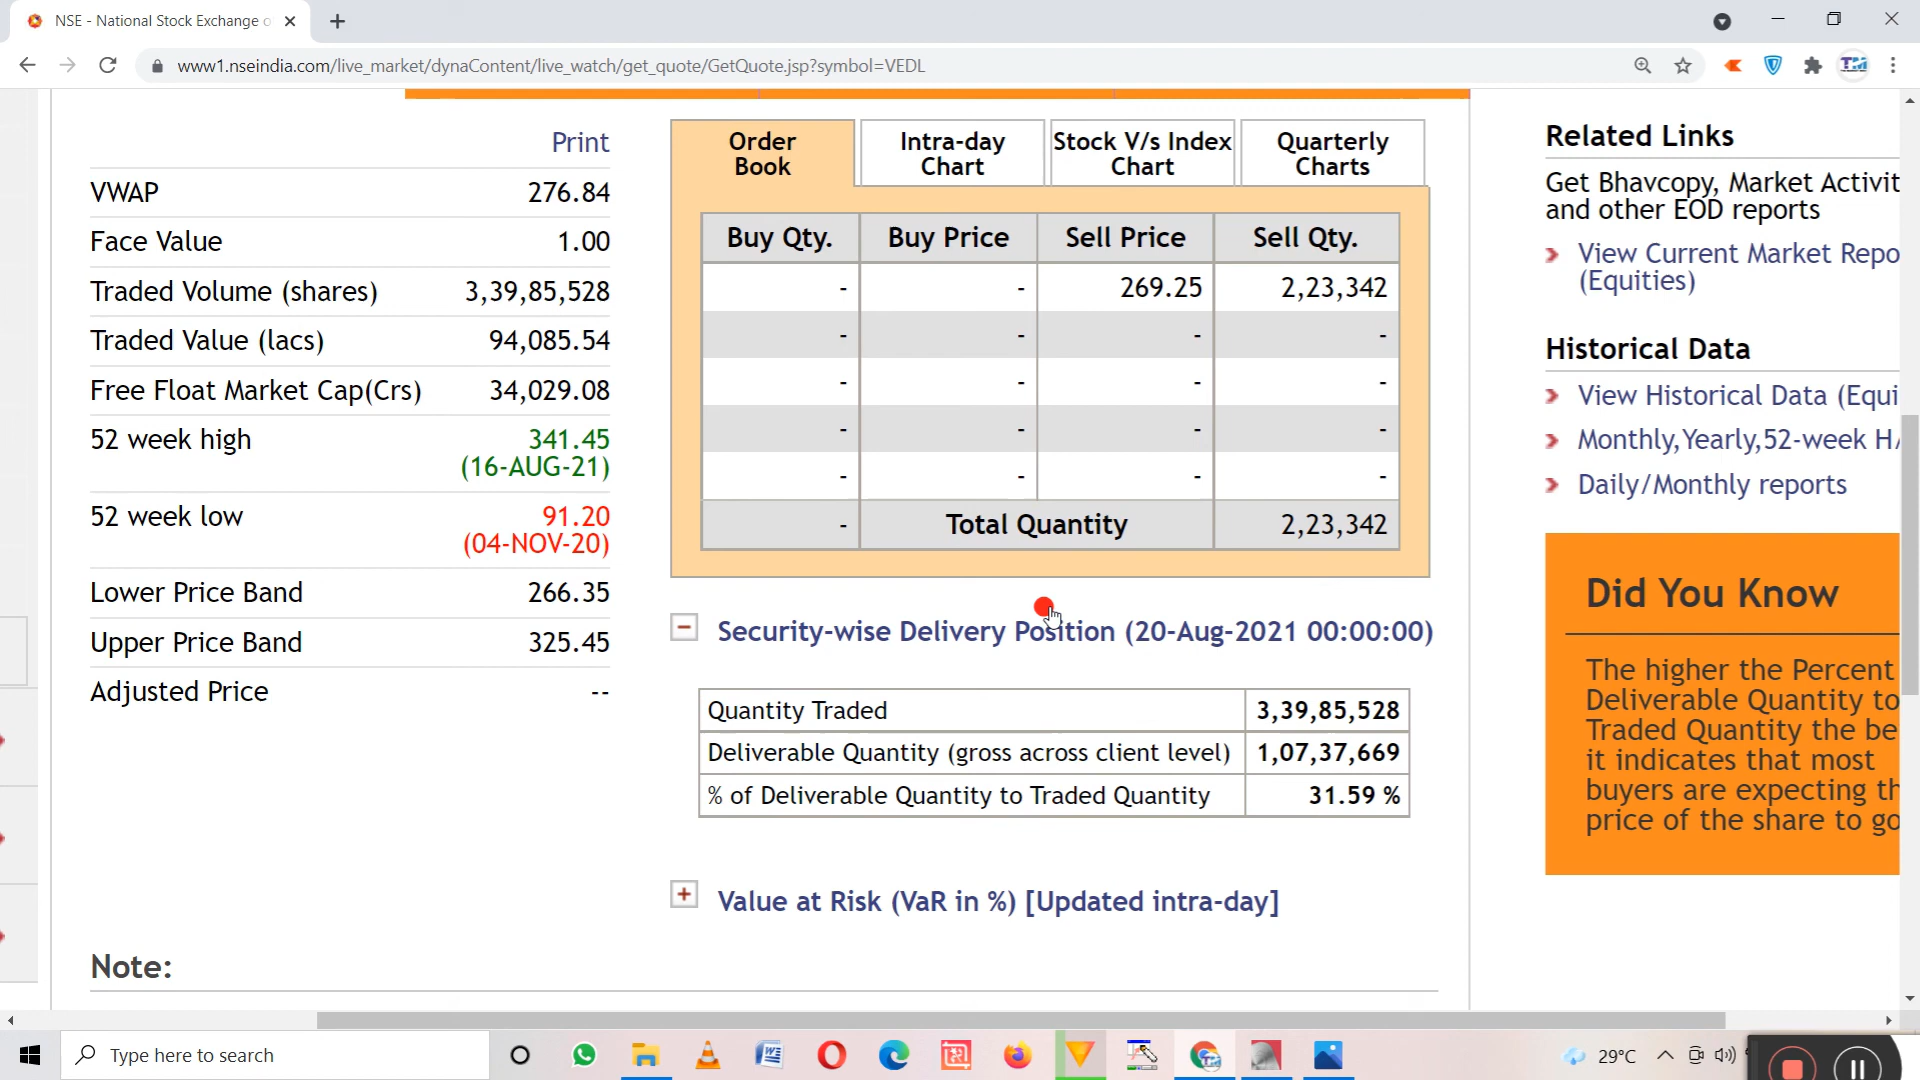 NSE - National Stock Exchange o
www1.nseindia.com/live_market/dynaContent/live_watch/get_quote/GetQuote.jsp?symbol=VEDL
Print
VWAP 276.84
Face Value 1.00
Traded Volume (shares) 3,39,85,528
Traded Value (lacs) 94,085.54
Free Float Market Cap(Crs) 34,029.08
52 week high 341.45
(16-AUG-21)
52 week low 91.20
(04-NOV-20)
Lower Price Band 266.35
Upper Price Band 325.45
Adjusted Price --
Order
Book
Intra-day
Chart
Stock V/s Index
Chart
Quarterly
Charts
Buy Qty. Buy Price Sell Price Sell Qty.
- - 269.25 2,23,342
- - - -
- - - -
- - - -
- - - -
- Total Quantity 2,23,342
Security-wise Delivery Position (20-Aug-2021 00:00:00)
Quantity Traded 3,39,85,528
Deliverable Quantity (gross across client level) 1,07,37,669
% of Deliverable Quantity to Traded Quantity 31.59 %
Value at Risk (VaR in %) [Updated intra-day]
Note:
Related Links
Get Bhavcopy, Market Activit
and other EOD reports
View Current Market Repo
(Equities)
Historical Data
View Historical Data (Equi
Monthly,Yearly,52-week H/
Daily/Monthly reports
Did You Know
The higher the Percent
Deliverable Quantity to
Traded Quantity the be
it indicates that most
buyers are expecting th
price of the share to go
Type here to search
29°C